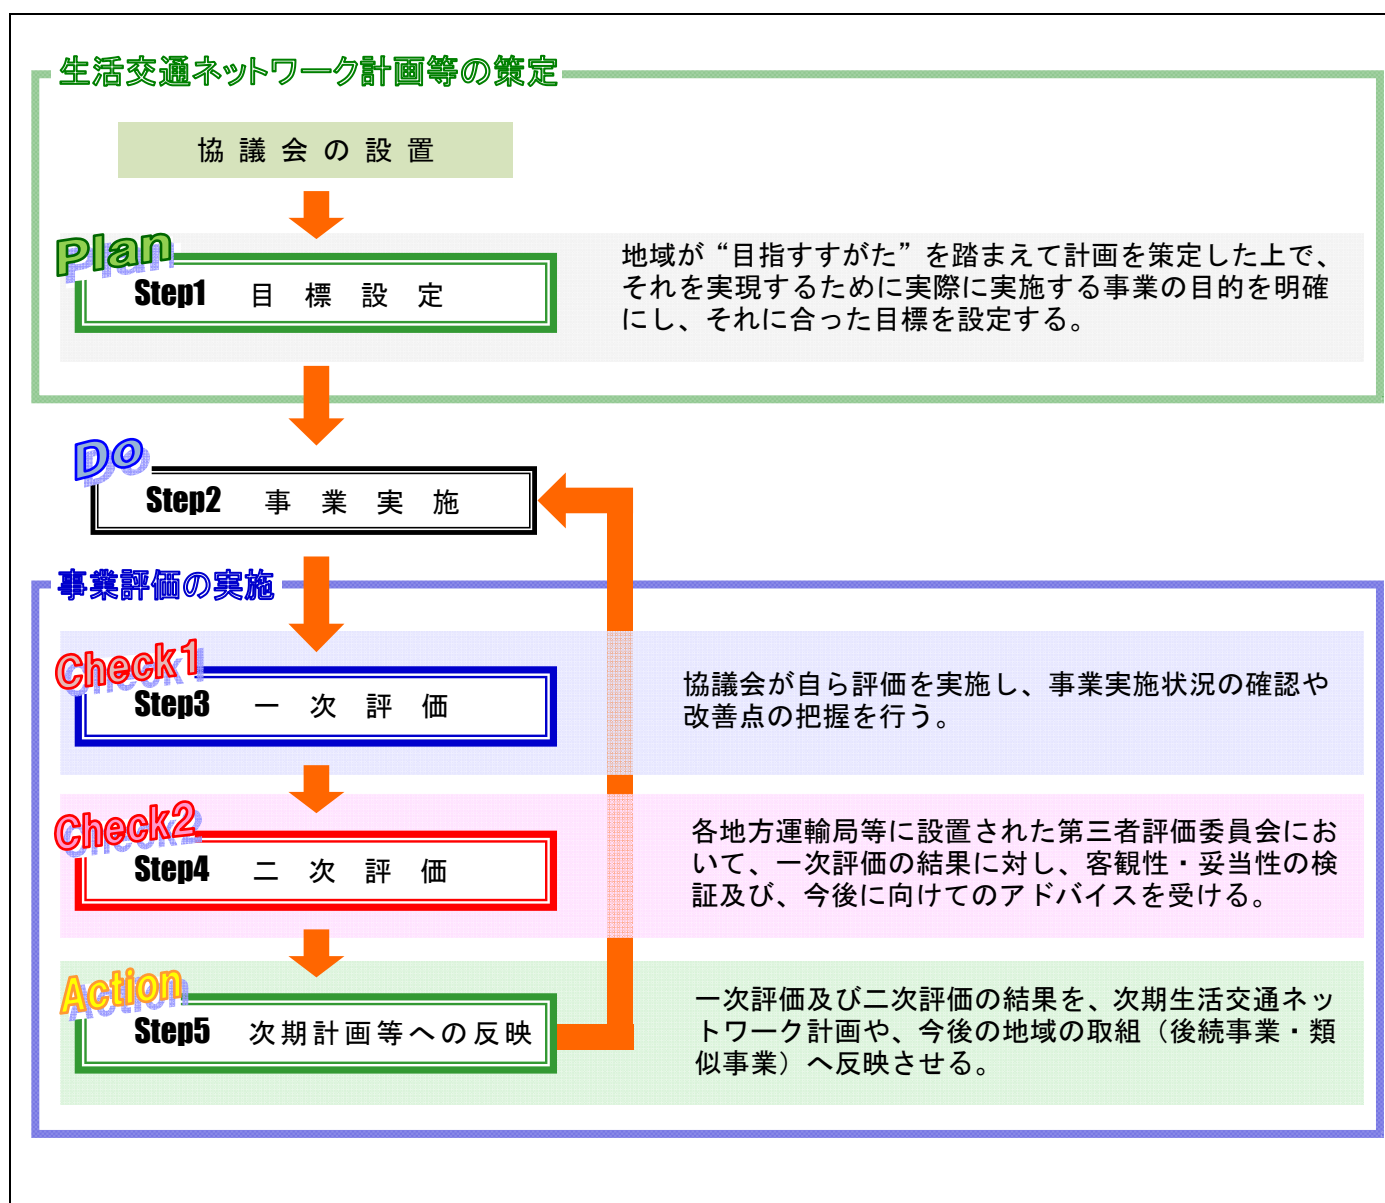 生活交通ネットワーク計画等の策定
協議会の設置
Plan
Step1 目標設定
地域が“目指すすがた”を踏まえて計画を策定した上で、
それを実現するために実際に実施する事業の目的を明確
にし、それに合った目標を設定する。
Do
Step2 事業実施
事業評価の実施
Check1
Step3 一次評価
協議会が自ら評価を実施し、事業実施状況の確認や
改善点の把握を行う。
Check2
Step4 二次評価
各地方運輸局等に設置された第三者評価委員会にお
いて、一次評価の結果に対し、客観性・妥当性の検
証及び、今後に向けてのアドバイスを受ける。
Action
Step5 次期計画等への反映
一次評価及び二次評価の結果を、次期生活交通ネッ
トワーク計画や、今後の地域の取組（後続事業・類
似事業）へ反映させる。